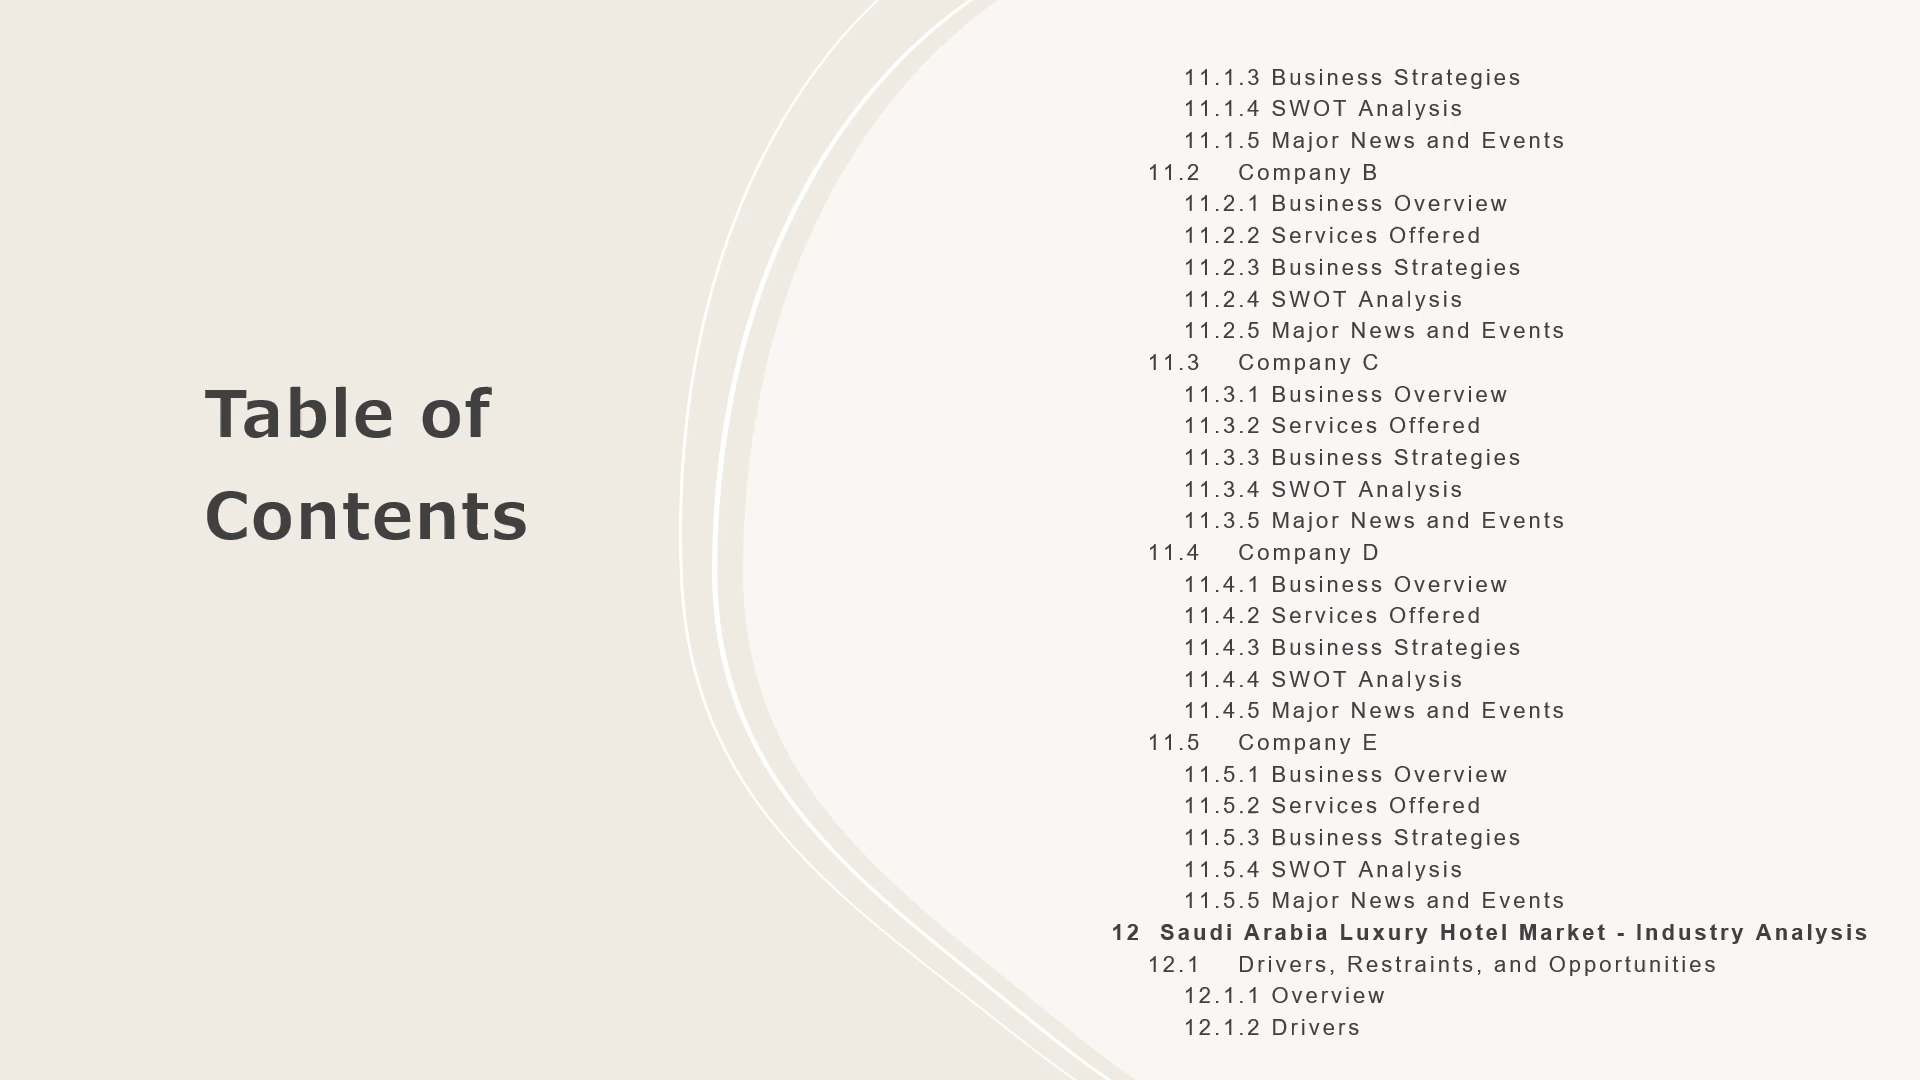 Table of
Contents
11.1.3 Business Strategies
11.1.4 SWOT Analysis
11.1.5 Major News and Events
11.2 Company B
11.2.1 Business Overview
11.2.2 Services Offered
11.2.3 Business Strategies
11.2.4 SWOT Analysis
11.2.5 Major News and Events
11.3 Company C
11.3.1 Business Overview
11.3.2 Services Offered
11.3.3 Business Strategies
11.3.4 SWOT Analysis
11.3.5 Major News and Events
11.4 Company D
11.4.1 Business Overview
11.4.2 Services Offered
11.4.3 Business Strategies
11.4.4 SWOT Analysis
11.4.5 Major News and Events
11.5 Company E
11.5.1 Business Overview
11.5.2 Services Offered
11.5.3 Business Strategies
11.5.4 SWOT Analysis
11.5.5 Major News and Events
12 Saudi Arabia Luxury Hotel Market - Industry Analysis
12.1 Drivers, Restraints, and Opportunities
12.1.1 Overview
12.1.2 Drivers